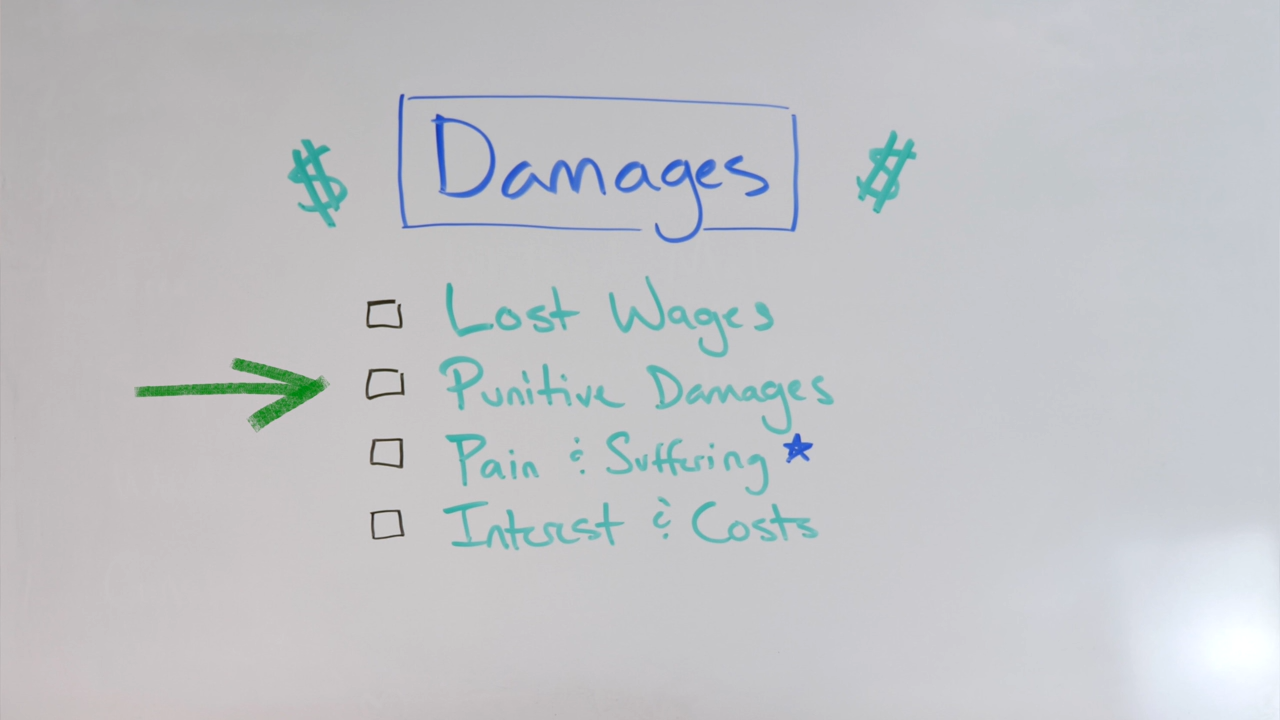 $ Damages $
Lost Wages
Punitive Damages
Pain & Suffering
Interest & Costs